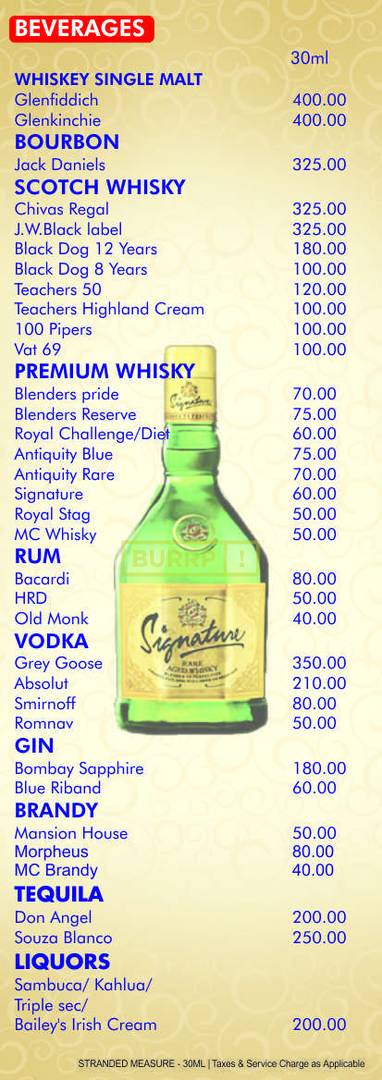 BEVERAGES
30ml
WHISKEY SINGLE MALT
Glenfiddich 400.00
Glenkinchie 400.00
BOURBON
Jack Daniels 325.00
SCOTCH WHISKY
Chivas Regal 325.00
J.W.Black label 325.00
Black Dog 12 Years 180.00
Black Dog 8 Years 100.00
Teachers 50 120.00
Teachers Highland Cream 100.00
100 Pipers 100.00
Vat 69 100.00
PREMIUM WHISKY
Blenders pride 70.00
Signature
Blenders Reserve 75.00
Royal Challenge/Diet 60.00
Antiquity Blue 75.00
Antiquity Rare 70.00
Signature 60.00
Royal Stag 50.00
MC Whisky 50.00
BURRP !
RUM
Bacardi 80.00
HRD 50.00
Old Monk 40.00
Signature
RARE
AGED WHISKY
VODKA
Grey Goose 350.00
Absolut 210.00
Smirnoff 80.00
Romnav 50.00
GIN
Bombay Sapphire 180.00
Blue Riband 60.00
BRANDY
Mansion House 50.00
Morpheus 80.00
MC Brandy 40.00
TEQUILA
Don Angel 200.00
Souza Blanco 250.00
LIQUORS
Sambuca/ Kahlua/
Triple sec/
Bailey's Irish Cream 200.00
STRANDED MEASURE - 30ML | Taxes & Service Charge as Applicable